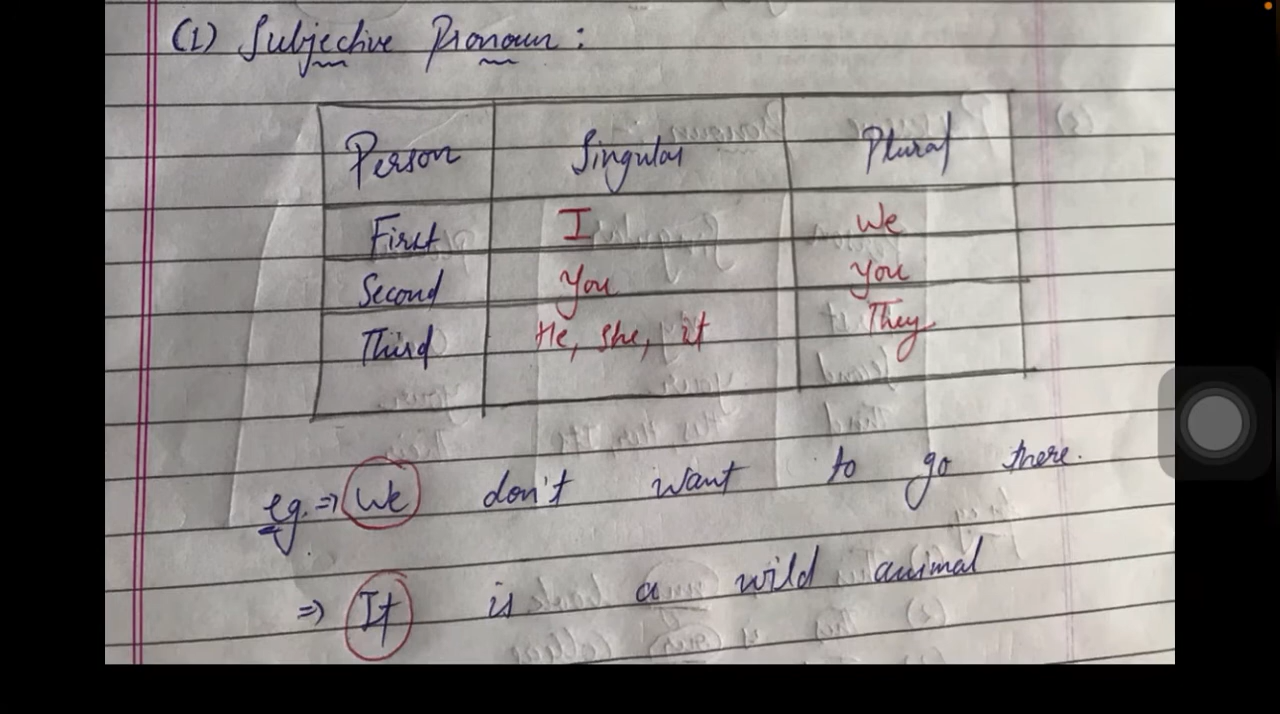 (1) Subjective Pronoun :
Person Singular Plural
First I We
Second You you
Third He, she, it They
eg. ⇒ We don't want to go there.
⇒ It is a wild animal